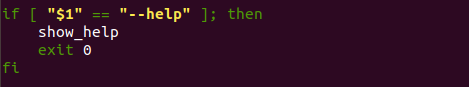 if [ "$1" == "--help" ]; then
    show_help
    exit 0
fi